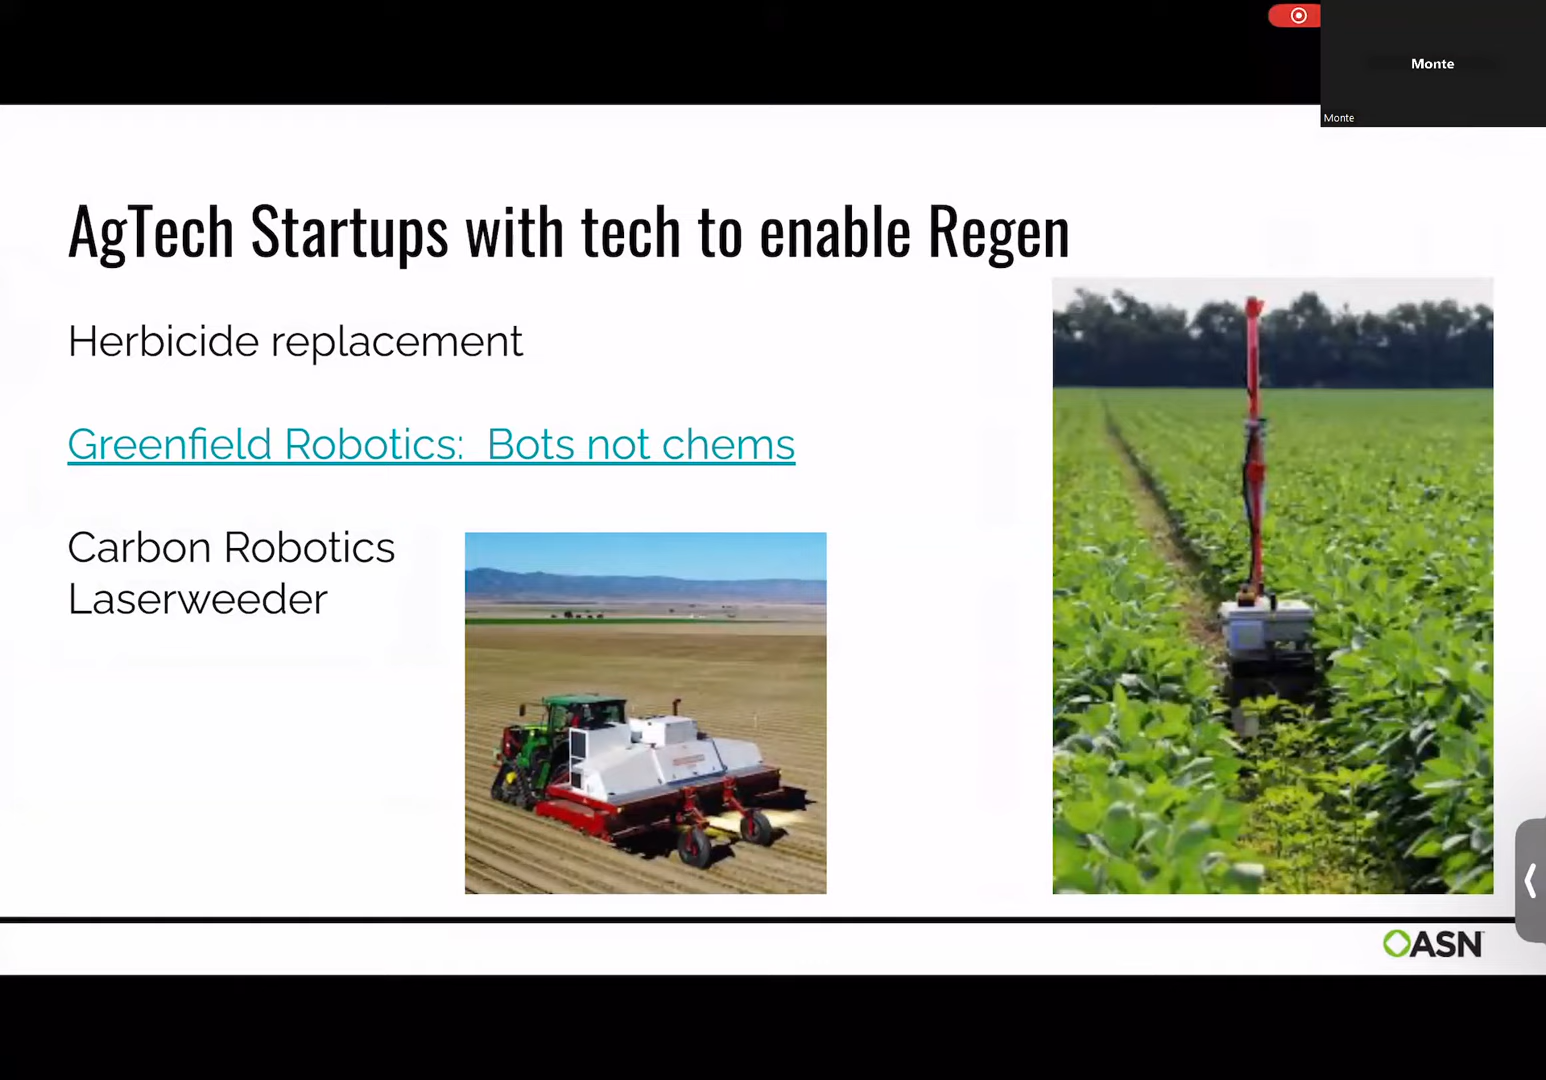 Monte
Monte
AgTech Startups with tech to enable Regen
Herbicide replacement
Greenfield Robotics:  Bots not chems
Carbon Robotics
Laserweeder
ASN